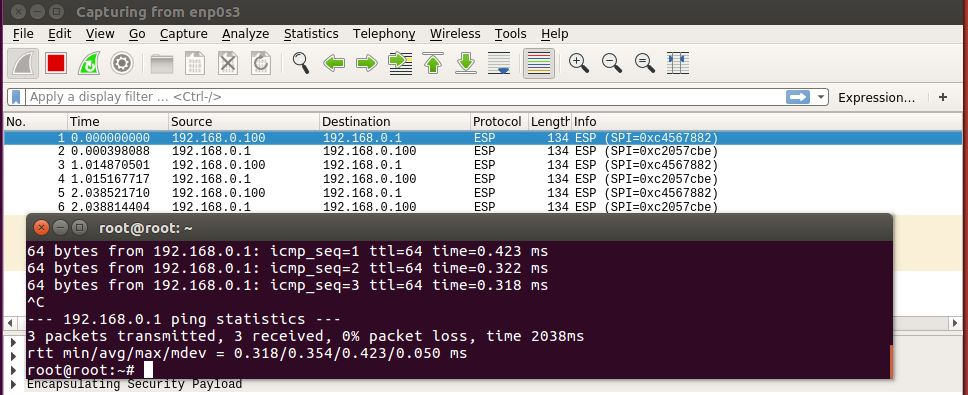 Capturing from enp0s3
File Edit View Go Capture Analyze Statistics Telephony Wireless Tools Help
Apply a display filter ... <Ctrl-/> Expression... +
No. Time Source Destination Protocol Length Info
1 0.000000000 192.168.0.100 192.168.0.1 ESP 134 ESP (SPI=0xc4567882)
2 0.000398088 192.168.0.1 192.168.0.100 ESP 134 ESP (SPI=0xc2057cbe)
3 1.014870501 192.168.0.100 192.168.0.1 ESP 134 ESP (SPI=0xc4567882)
4 1.015167717 192.168.0.1 192.168.0.100 ESP 134 ESP (SPI=0xc2057cbe)
5 2.038521710 192.168.0.100 192.168.0.1 ESP 134 ESP (SPI=0xc4567882)
6 2.038814404 192.168.0.1 192.168.0.100 ESP 134 ESP (SPI=0xc2057cbe)
root@root: ~
64 bytes from 192.168.0.1: icmp_seq=1 ttl=64 time=0.423 ms
64 bytes from 192.168.0.1: icmp_seq=2 ttl=64 time=0.322 ms
64 bytes from 192.168.0.1: icmp_seq=3 ttl=64 time=0.318 ms
^C
--- 192.168.0.1 ping statistics ---
3 packets transmitted, 3 received, 0% packet loss, time 2038ms
rtt min/avg/max/mdev = 0.318/0.354/0.423/0.050 ms
root@root:~#
Encapsulating Security Payload